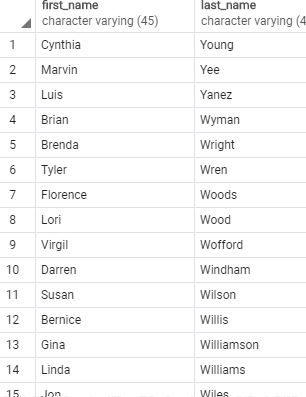 first_name last_name
character varying (45) character varying (4
1 Cynthia Young
2 Marvin Yee
3 Luis Yanez
4 Brian Wyman
5 Brenda Wright
6 Tyler Wren
7 Florence Woods
8 Lori Wood
9 Virgil Wofford
10 Darren Windham
11 Susan Wilson
12 Bernice Willis
13 Gina Williamson
14 Linda Williams
15 Jon Wiles